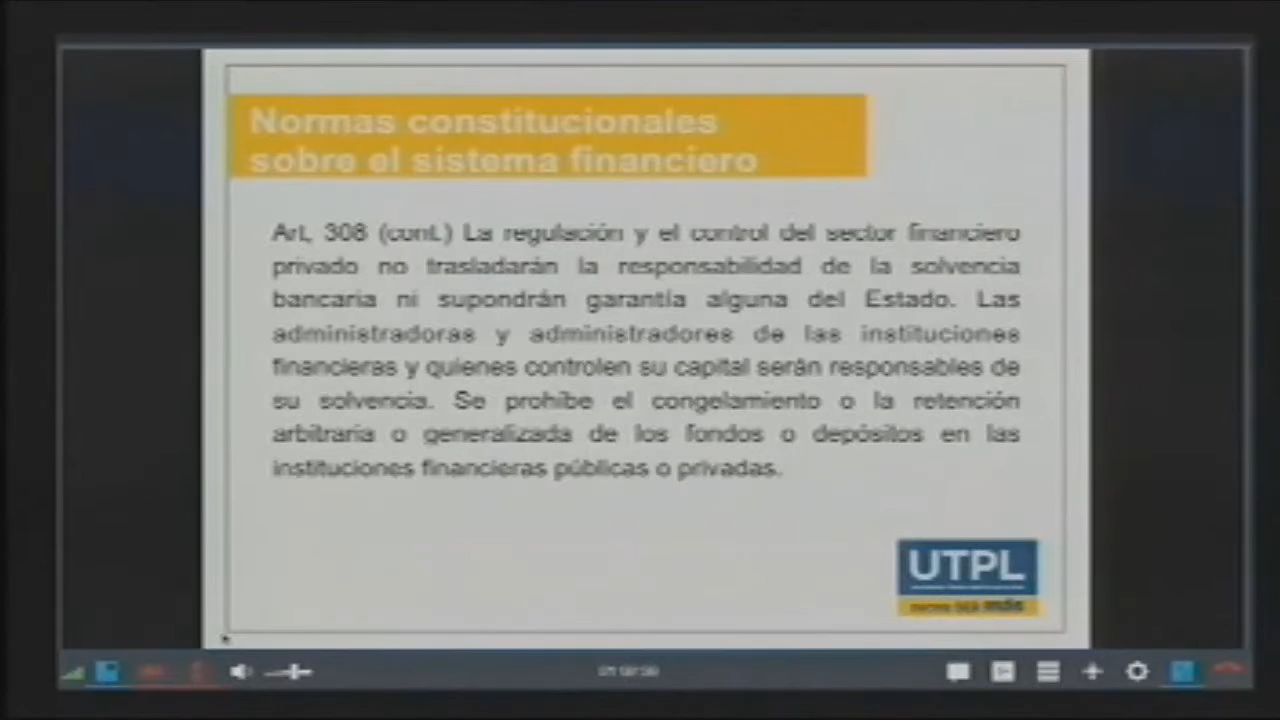 Normas constitucionales
sobre el sistema financiero
Art, 308 (cont.) La regulación y el control del sector financiero
privado no trasladarán la responsabilidad de la solvencia
bancaria ni supondrán garantía alguna del Estado. Las
administradoras y administradores de las instituciones
financieras y quienes controlen su capital serán responsables de
su solvencia. Se prohíbe el congelamiento o la retención
arbitraria o generalizada de los fondos o depósitos en las
instituciones financieras públicas o privadas.
UTPL
más